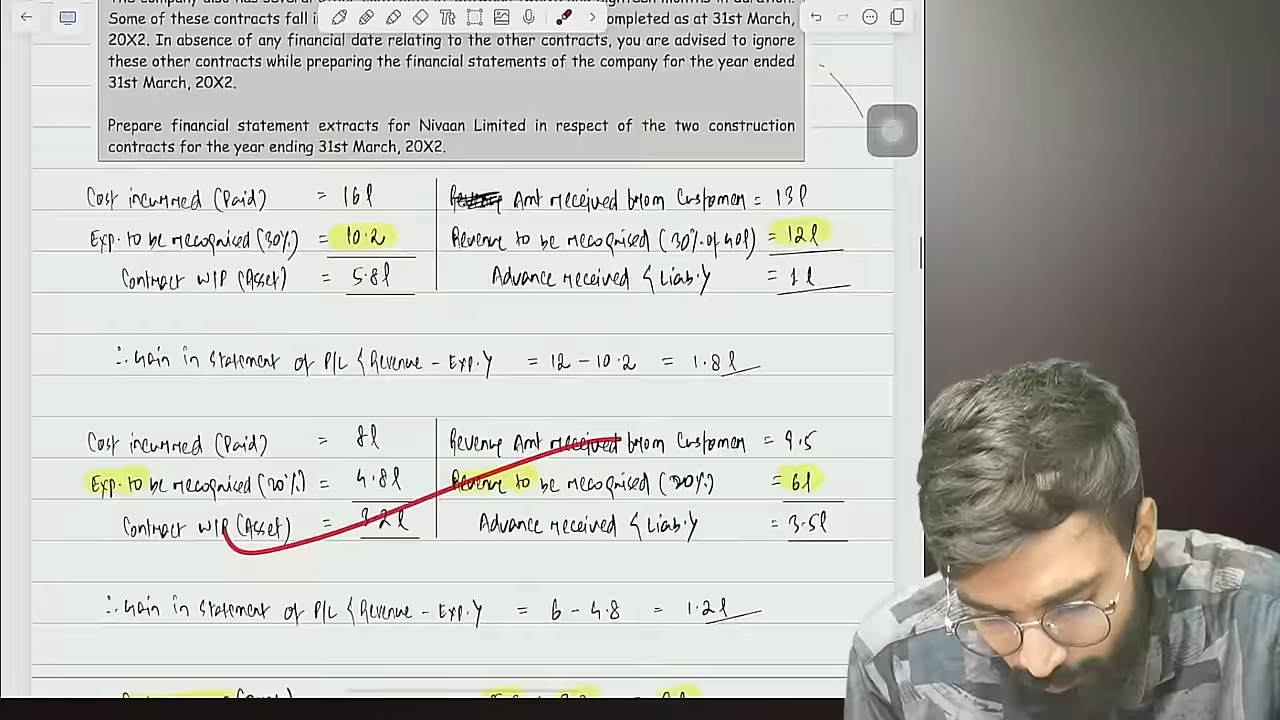 Some of these contracts fall i
ompleted as at 31st March,
20X2. In absence of any financial date relating to the other contracts, you are advised to ignore
these other contracts while preparing the financial statements of the company for the year ended
31st March, 20X2.
Prepare financial statement extracts for Nivaan Limited in respect of the two construction
contracts for the year ending 31st March, 20X2.
Cost incurred (Paid) = 16l
Amt received from Customer = 13l
Exp. to be recognised (30%) = 10.2
Revenue to be recognised (30% of 40l) = 12l
Contract WIP (Asset) = 5.8l
Advance received {Liab.} = 1l
∴ Gain in Statement of P/L {Revenue - Exp.} = 12 - 10.2 = 1.8l
Cost incurred (Paid) = 8l
Revenue Amt received from Customer = 9.5
Exp. to be recognised (20%) = 4.8l
Revenue to be recognised (20%) = 6l
Contract WIP (Asset) = 3.2l
Advance received {Liab.} = 3.5l
∴ Gain in Statement of P/L {Revenue - Exp.} = 6 - 4.8 = 1.2l